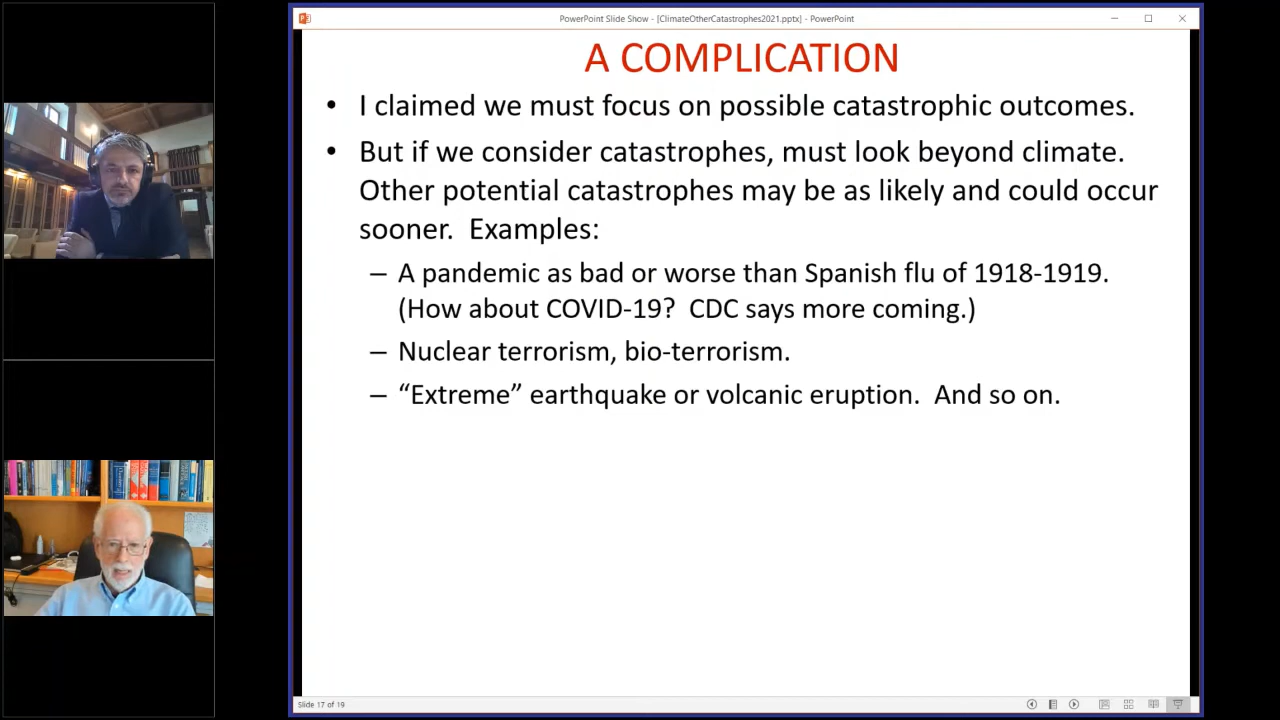 PowerPoint Slide Show - [ClimateOtherCatastrophes2021.pptx] - PowerPoint
A COMPLICATION
• I claimed we must focus on possible catastrophic outcomes.
• But if we consider catastrophes, must look beyond climate.
Other potential catastrophes may be as likely and could occur
sooner. Examples:
– A pandemic as bad or worse than Spanish flu of 1918-1919.
(How about COVID-19? CDC says more coming.)
– Nuclear terrorism, bio-terrorism.
– “Extreme” earthquake or volcanic eruption. And so on.
Slide 17 of 19